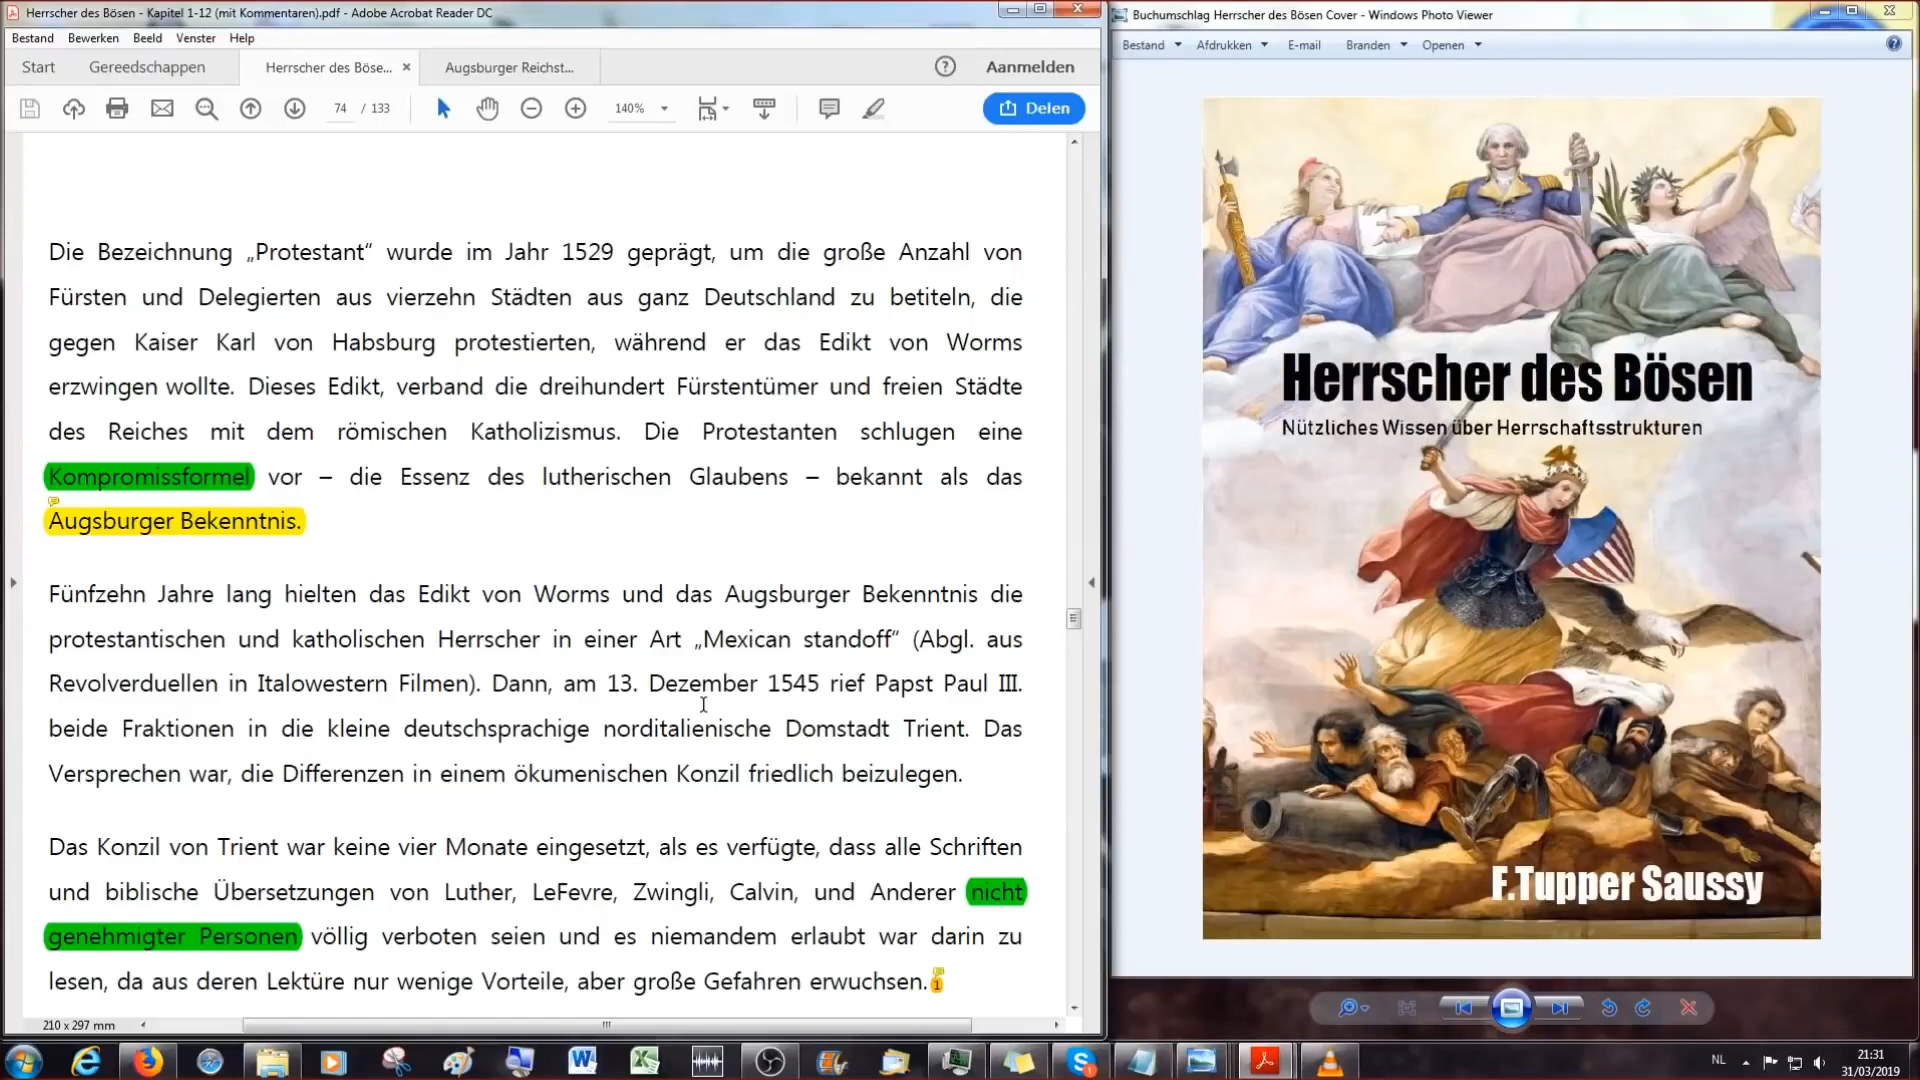 Herrscher des Bösen - Kapitel 1-12 (mit Kommentaren).pdf - Adobe Acrobat Reader DC
Bestand Bewerken Beeld Venster Help
Start Gereedschappen Herrscher des Böse... × Augsburger Reichst... Aanmelden
74 / 133 140% Delen
Die Bezeichnung „Protestant“ wurde im Jahr 1529 geprägt, um die große Anzahl von
Fürsten und Delegierten aus vierzehn Städten aus ganz Deutschland zu betiteln, die
gegen Kaiser Karl von Habsburg protestierten, während er das Edikt von Worms
erzwingen wollte. Dieses Edikt, verband die dreihundert Fürstentümer und freien Städte
des Reiches mit dem römischen Katholizismus. Die Protestanten schlugen eine
Kompromissformel vor – die Essenz des lutherischen Glaubens – bekannt als das
Augsburger Bekenntnis.
Fünfzehn Jahre lang hielten das Edikt von Worms und das Augsburger Bekenntnis die
protestantischen und katholischen Herrscher in einer Art „Mexican standoff“ (Abgl. aus
Revolverduellen in Italowestern Filmen). Dann, am 13. Dezember 1545 rief Papst Paul III.
beide Fraktionen in die kleine deutschsprachige norditalienische Domstadt Trient. Das
Versprechen war, die Differenzen in einem ökumenischen Konzil friedlich beizulegen.
Das Konzil von Trient war keine vier Monate eingesetzt, als es verfügte, dass alle Schriften
und biblische Übersetzungen von Luther, LeFevre, Zwingli, Calvin, und Anderer nicht
genehmigter Personen völlig verboten seien und es niemandem erlaubt war darin zu
lesen, da aus deren Lektüre nur wenige Vorteile, aber große Gefahren erwuchsen.1
210 x 297 mm
Buchumschlag Herrscher des Bösen Cover - Windows Photo Viewer
Bestand Afdrukken E-mail Branden Openen
Herrscher des Bösen
Nützliches Wissen über Herrschaftsstrukturen
F.Tupper Saussy
NL
21:31
31/03/2019